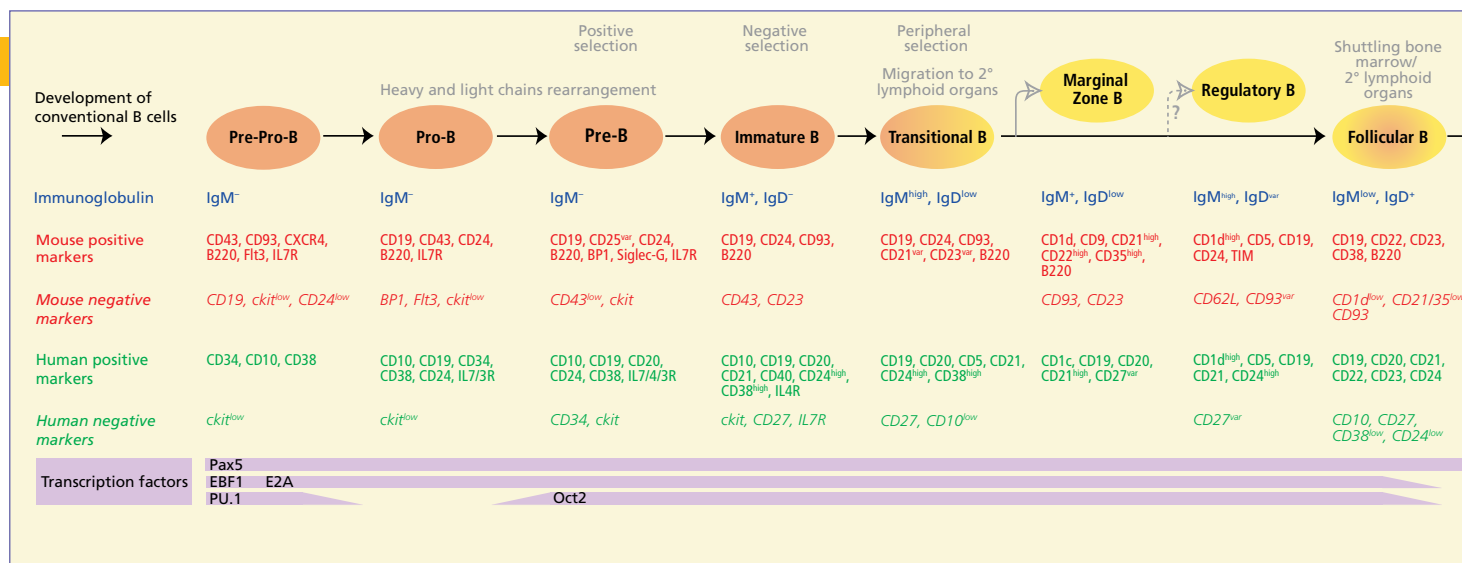 Positive
selection
Negative
selection
Peripheral
selection
Shuttling bone
marrow/
2° lymphoid
organs
Development of
conventional B cells
Heavy and light chains rearrangement
Migration to 2°
lymphoid organs
Marginal
Zone B
Regulatory B
?
Pre-Pro-B
Pro-B
Pre-B
Immature B
Transitional B
Follicular B
Immunoglobulin
IgM⁻
IgM⁻
IgM⁻
IgM⁺, IgD⁻
IgMʰⁱᵍʰ, IgDˡᵒʷ
IgM⁺, IgDˡᵒʷ
IgMʰⁱᵍʰ, IgDᵛᵃʳ
IgMˡᵒʷ, IgD⁺
Mouse positive
markers
CD43, CD93, CXCR4,
B220, Flt3, IL7R
CD19, CD43, CD24,
B220, IL7R
CD19, CD25ᵛᵃʳ, CD24,
B220, BP1, Siglec-G, IL7R
CD19, CD24, CD93,
B220
CD19, CD24, CD93,
CD21ᵛᵃʳ, CD23ᵛᵃʳ, B220
CD1d, CD9, CD21ʰⁱᵍʰ,
CD22ʰⁱᵍʰ, CD35ʰⁱᵍʰ,
B220
CD1dʰⁱᵍʰ, CD5, CD19,
CD24, TIM
CD19, CD22, CD23,
CD38, B220
Mouse negative
markers
CD19, ckitˡᵒʷ, CD24ˡᵒʷ
BP1, Flt3, ckitˡᵒʷ
CD43ˡᵒʷ, ckit
CD43, CD23
CD93, CD23
CD62L, CD93ᵛᵃʳ
CD1dˡᵒʷ, CD21/35ˡᵒʷ
CD93
Human positive
markers
CD34, CD10, CD38
CD10, CD19, CD34,
CD38, CD24, IL7/3R
CD10, CD19, CD20,
CD24, CD38, IL7/4/3R
CD10, CD19, CD20,
CD21, CD40, CD24ʰⁱᵍʰ,
CD38ʰⁱᵍʰ, IL4R
CD19, CD20, CD5, CD21,
CD24ʰⁱᵍʰ, CD38ʰⁱᵍʰ
CD1c, CD19, CD20,
CD21ʰⁱᵍʰ, CD27ᵛᵃʳ
CD1dʰⁱᵍʰ, CD5, CD19,
CD21, CD24ʰⁱᵍʰ
CD19, CD20, CD21,
CD22, CD23, CD24
Human negative
markers
ckitˡᵒʷ
ckitˡᵒʷ
CD34, ckit
ckit, CD27, IL7R
CD27, CD10ˡᵒʷ
CD27ᵛᵃʳ
CD10, CD27,
CD38ˡᵒʷ, CD24ˡᵒʷ
Transcription factors
Pax5
EBF1 E2A
PU.1
Oct2